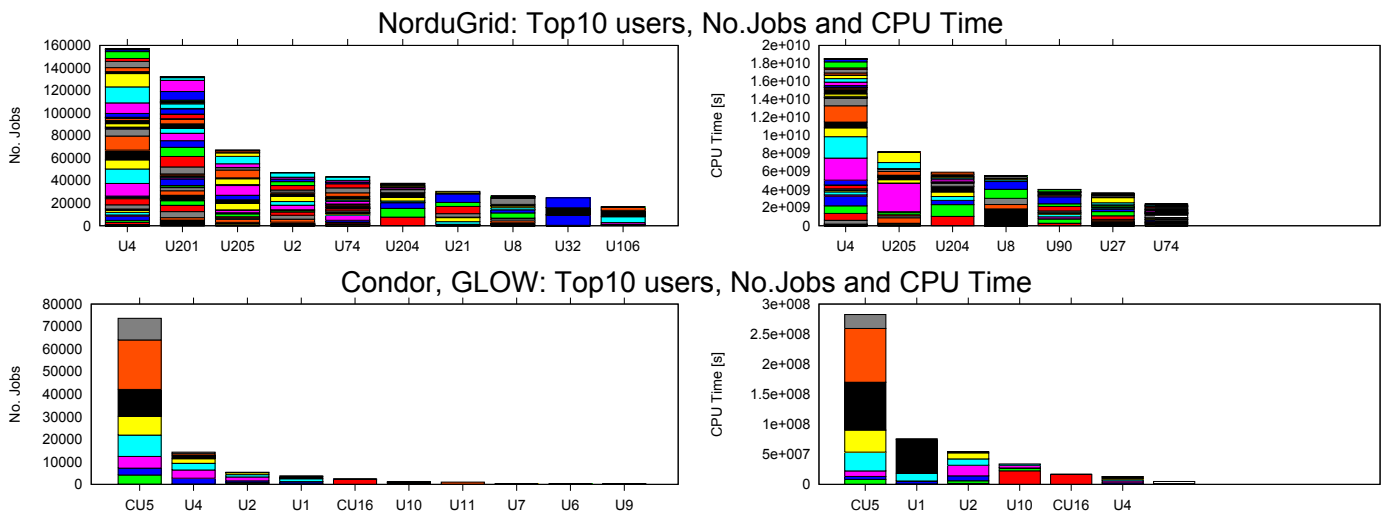 NorduGrid: Top10 users, No.Jobs and CPU Time
No. Jobs
160000
140000
120000
100000
80000
60000
40000
20000
0
U4 U201 U205 U2 U74 U204 U21 U8 U32 U106
CPU Time [s]
2e+010
1.8e+010
1.6e+010
1.4e+010
1.2e+010
1e+010
8e+009
6e+009
4e+009
2e+009
0
U4 U205 U204 U8 U90 U27 U74
Condor, GLOW: Top10 users, No.Jobs and CPU Time
No. Jobs
80000
70000
60000
50000
40000
30000
20000
10000
0
CU5 U4 U2 U1 CU16 U10 U11 U7 U6 U9
CPU Time [s]
3e+008
2.5e+008
2e+008
1.5e+008
1e+008
5e+007
0
CU5 U1 U2 U10 CU16 U4